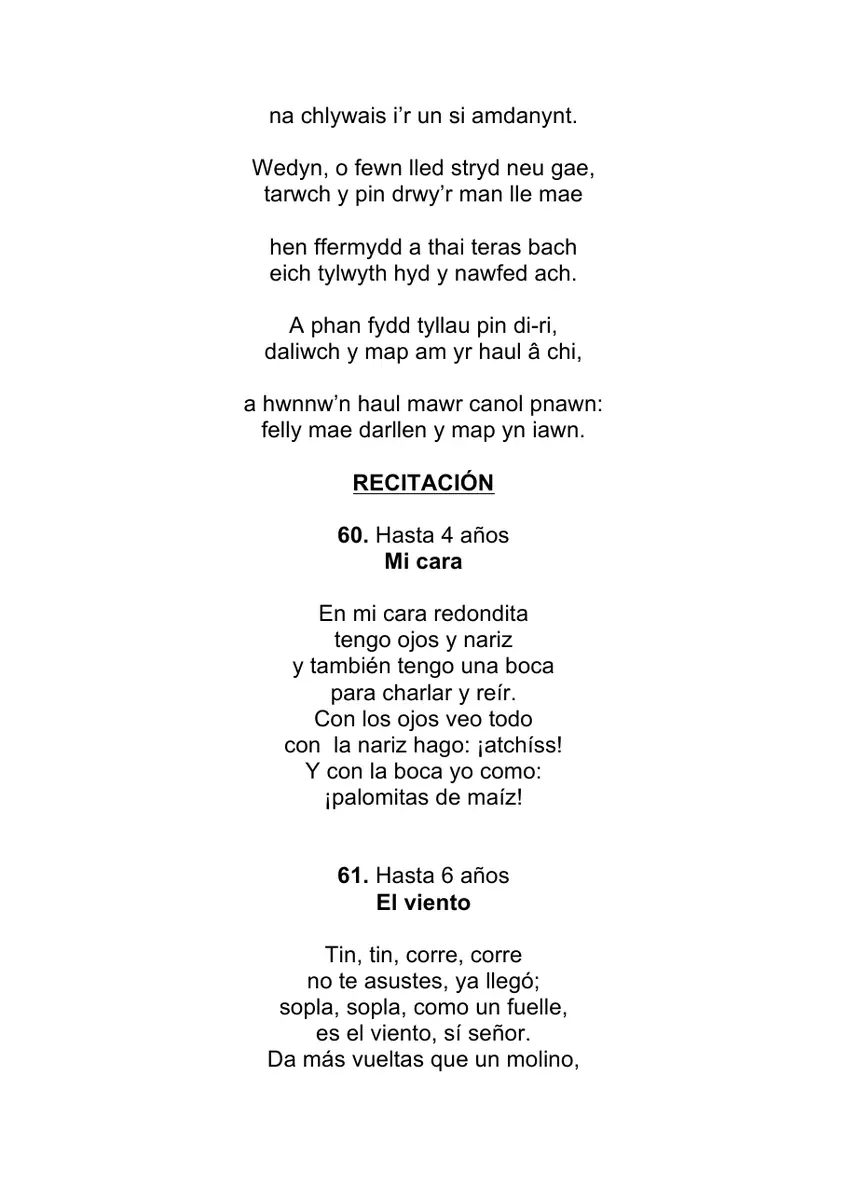 na chlywais i’r un si amdanynt.
Wedyn, o fewn lled stryd neu gae,
tarwch y pin drwy’r man lle mae
hen ffermydd a thai teras bach
eich tylwyth hyd y nawfed ach.
A phan fydd tyllau pin di-ri,
daliwch y map am yr haul â chi,
a hwnnw’n haul mawr canol pnawn:
felly mae darllen y map yn iawn.
RECITACIÓN
60. Hasta 4 años
Mi cara
En mi cara redondita
tengo ojos y nariz
y también tengo una boca
para charlar y reír.
Con los ojos veo todo
con  la nariz hago: ¡atchíss!
Y con la boca yo como:
¡palomitas de maíz!
61. Hasta 6 años
El viento
Tin, tin, corre, corre
no te asustes, ya llegó;
sopla, sopla, como un fuelle,
es el viento, sí señor.
Da más vueltas que un molino,